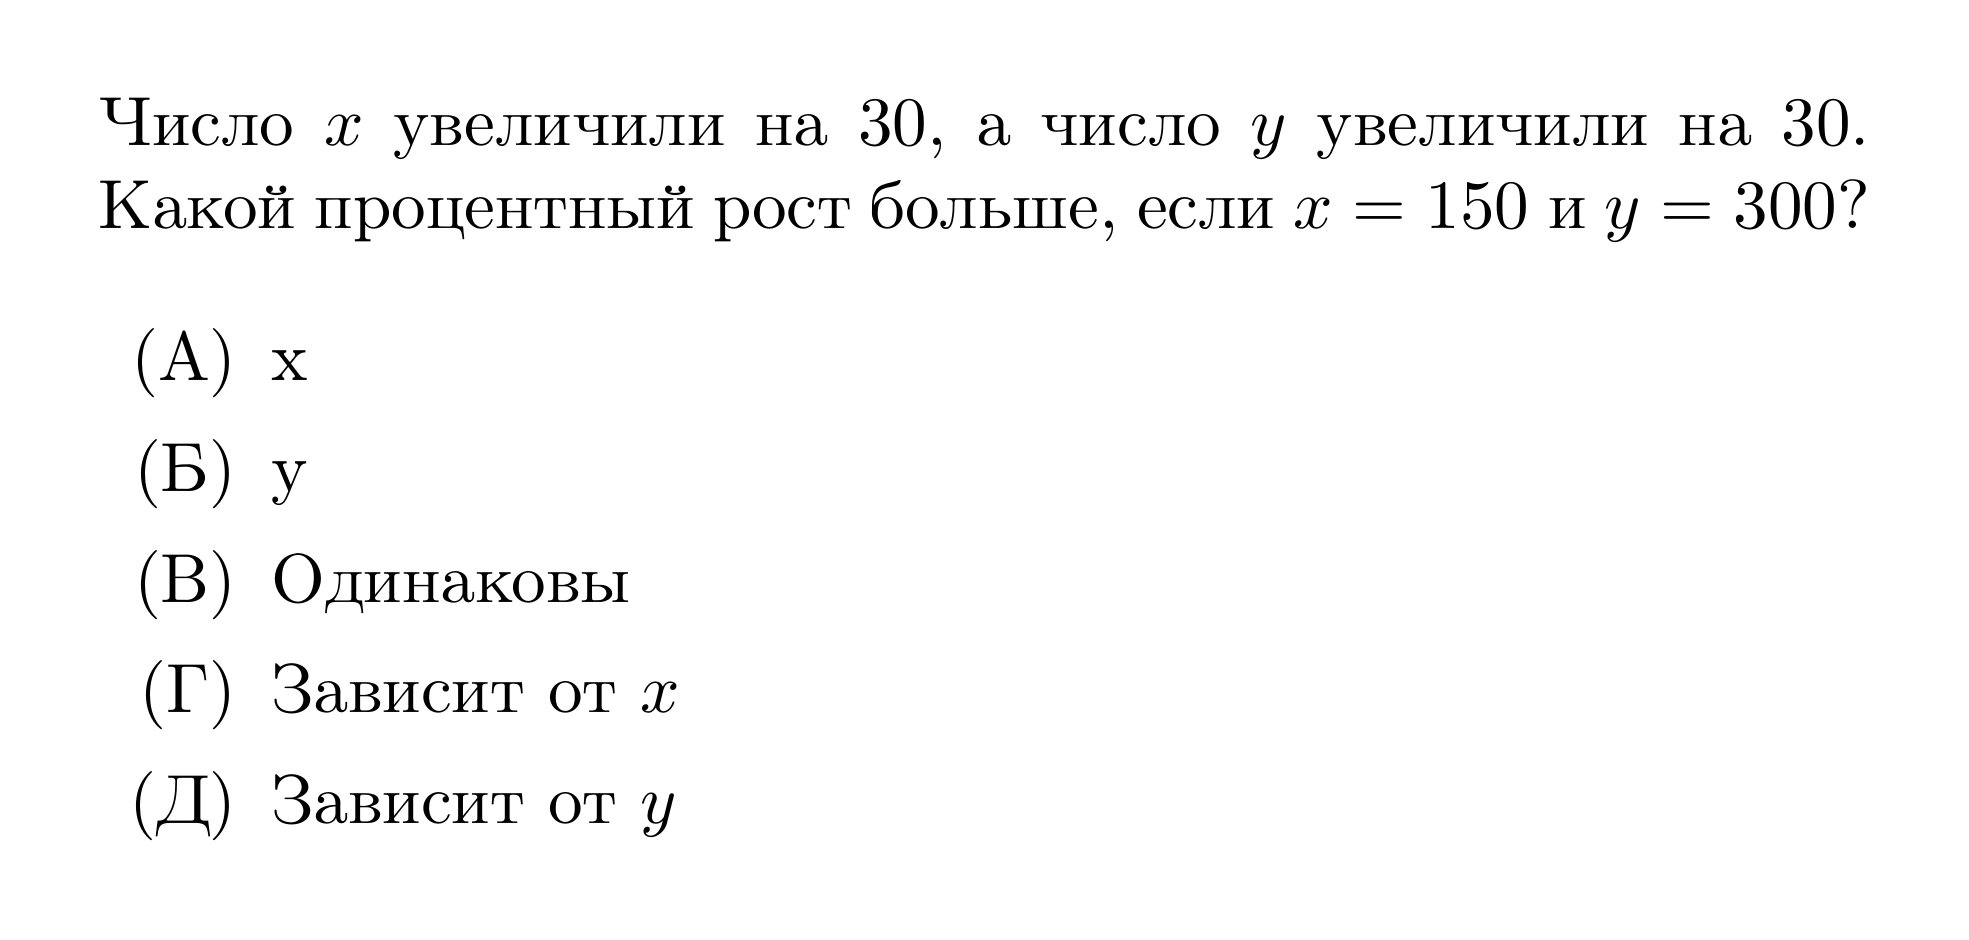 Число x увеличили на 30, а число y увеличили на 30.
Какой процентный рост больше, если x = 150 и y = 300?
(А) x
(Б) y
(В) Одинаковы
(Г) Зависит от x
(Д) Зависит от y